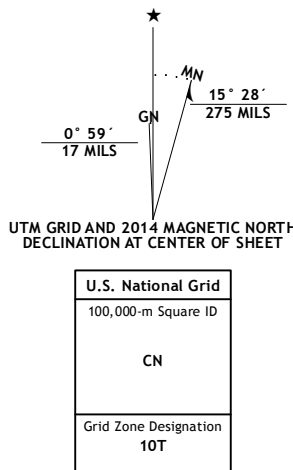 ★
MN
15° 28´
275 MILS
GN
0° 59´
17 MILS
UTM GRID AND 2014 MAGNETIC NORTH
DECLINATION AT CENTER OF SHEET
U.S. National Grid
100,000-m Square ID
CN
Grid Zone Designation
10T